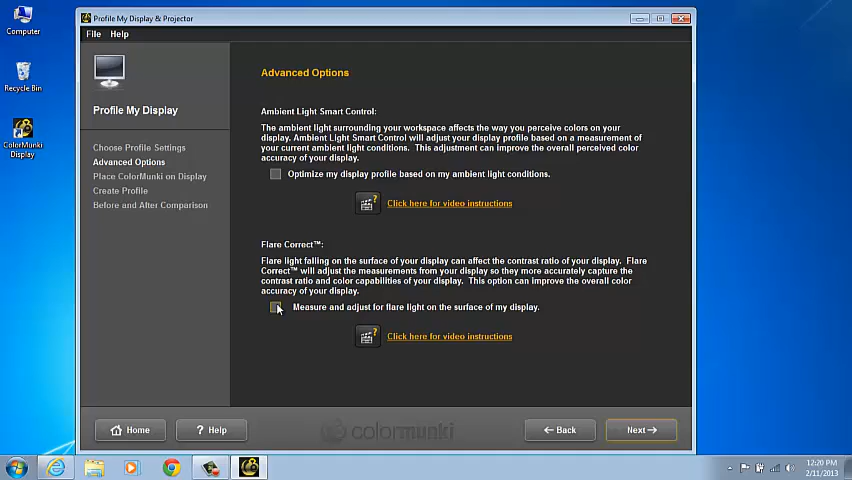 Computer
Recycle Bin
ColorMunki
Display
Profile My Display & Projector
File Help
Profile My Display
Choose Profile Settings
Advanced Options
Place ColorMunki on Display
Create Profile
Before and After Comparison
Advanced Options
Ambient Light Smart Control:
The ambient light surrounding your workspace affects the way you perceive colors on your
display. Ambient Light Smart Control will adjust your display profile based on a measurement of
your current ambient light conditions. This adjustment can improve the overall perceived color
accuracy of your display.
Optimize my display profile based on my ambient light conditions.
?
Click here for video instructions
Flare Correct™:
Flare light falling on the surface of your display can affect the contrast ratio of your display. Flare
Correct™ will adjust the measurements from your display so they more accurately capture the
contrast ratio and color capabilities of your display. This option can improve the overall color
accuracy of your display.
Measure and adjust for flare light on the surface of my display.
?
Click here for video instructions
Home
? Help
colormunki
Back
Next
12:20 PM
2/11/2013